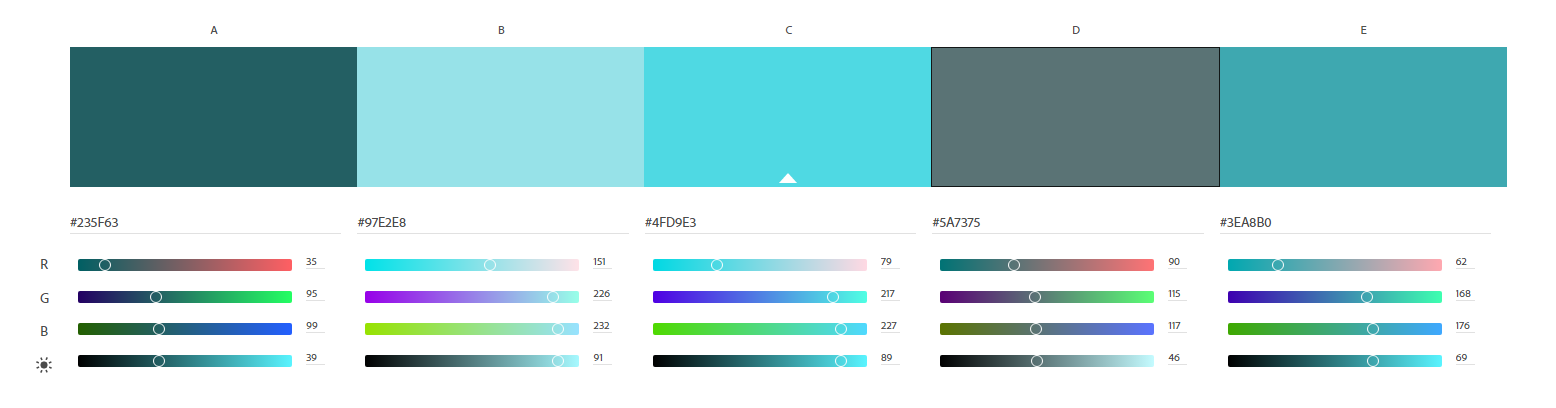 A B C D E
#235F63 #97E2E8 #4FD9E3 #5A7375 #3EA8B0
R 35 151 79 90 62
G 95 226 217 115 168
B 99 232 227 117 176
39 91 89 46 69